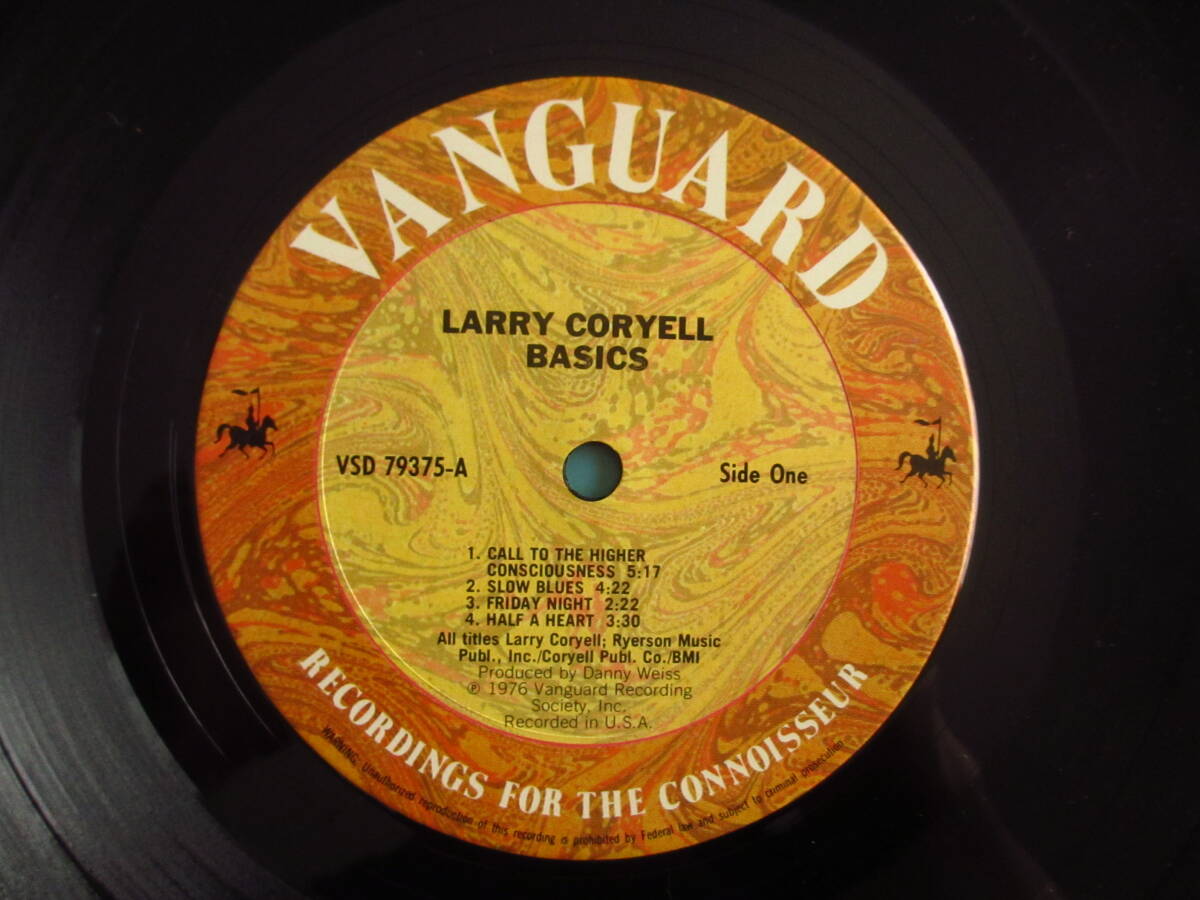 VANGUARD
LARRY CORYELL
BASICS
VSD 79375-A
Side One
1. CALL TO THE HIGHER
CONSCIOUSNESS 5:17
2. SLOW BLUES 4:22
3. FRIDAY NIGHT 2:22
4. HALF A HEART 3:30
All titles Larry Coryell; Ryerson Music
Publ., Inc./Coryell Publ. Co./BMI
Produced by Danny Weiss
℗ 1976 Vanguard Recording
Society, Inc.
Recorded in U.S.A.
RECORDINGS FOR THE CONNOISSEUR
WARNING: Unauthorized reproduction of this recording is prohibited by Federal law and subject to criminal prosecution